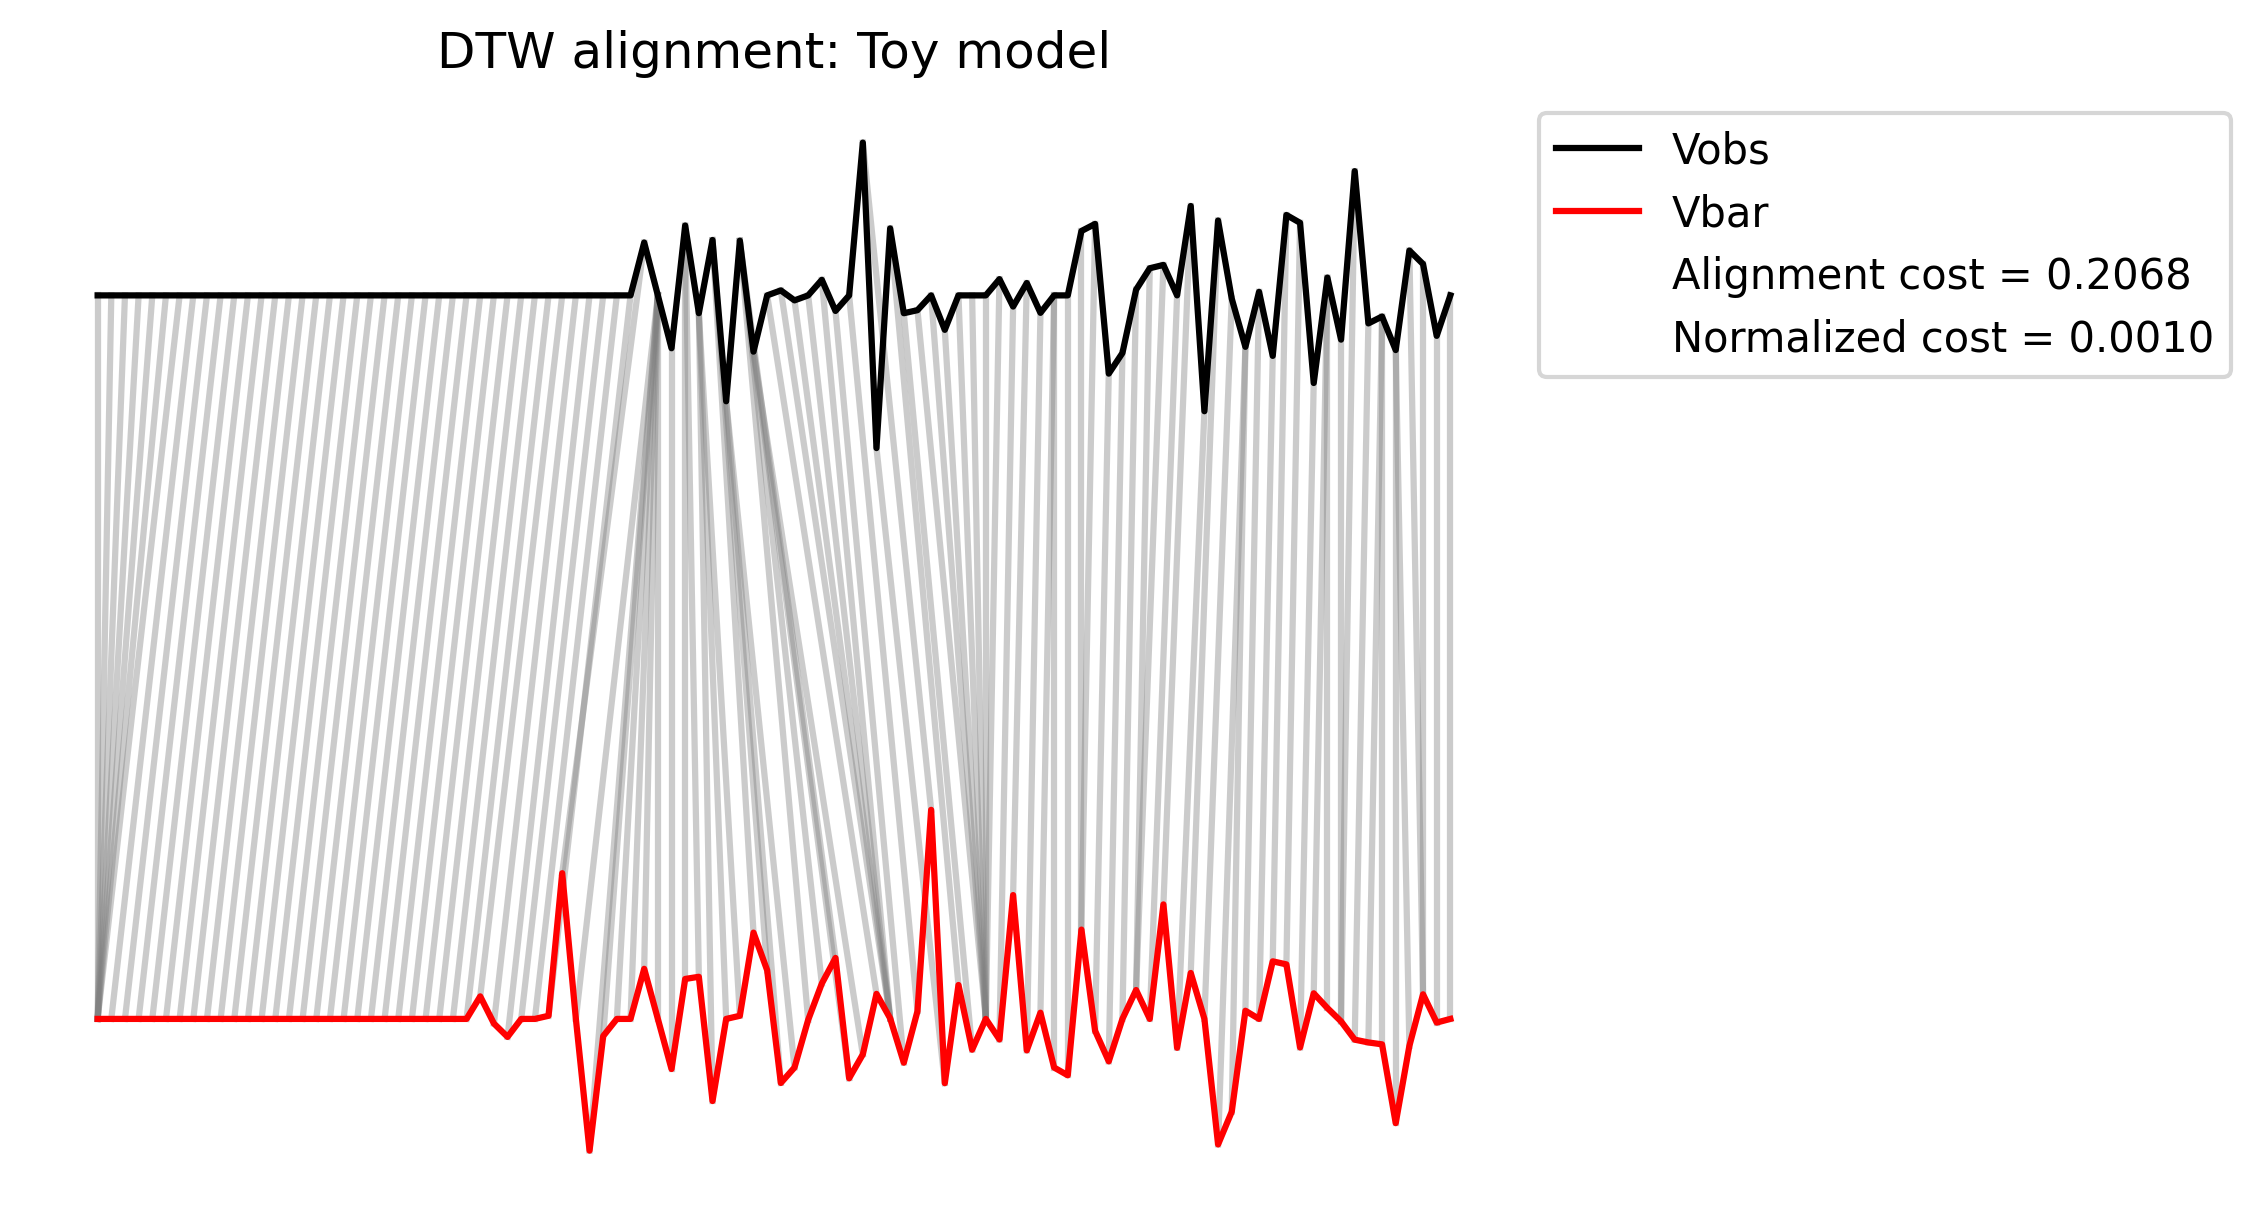 DTW alignment: Toy model
Vobs
Vbar
Alignment cost = 0.2068
Normalized cost = 0.0010